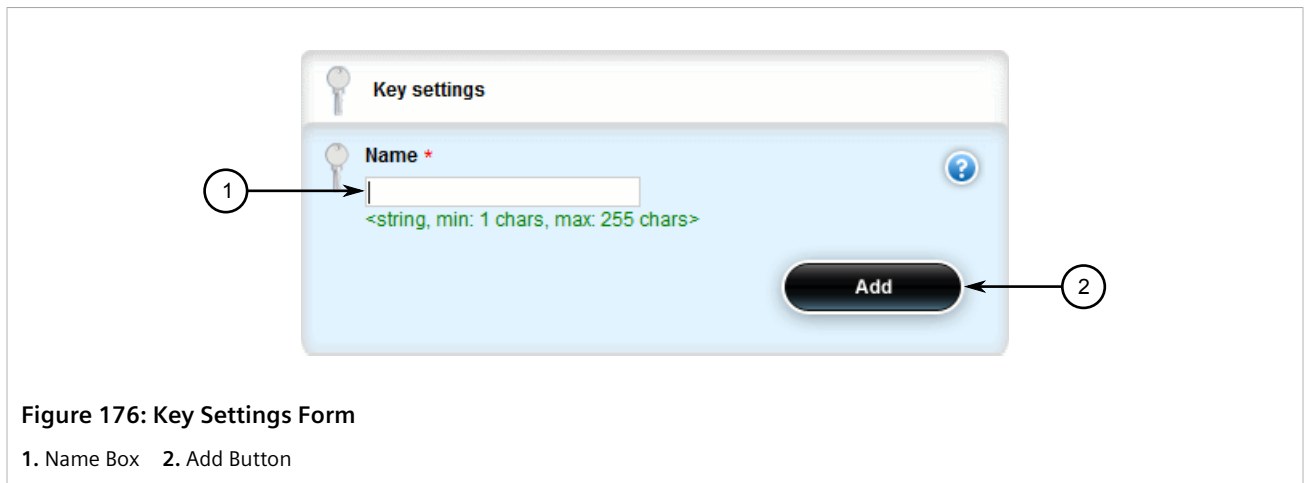 Key settings
Name *
1
<string, min: 1 chars, max: 255 chars>
?
Add
2
Figure 176: Key Settings Form
1. Name Box 2. Add Button